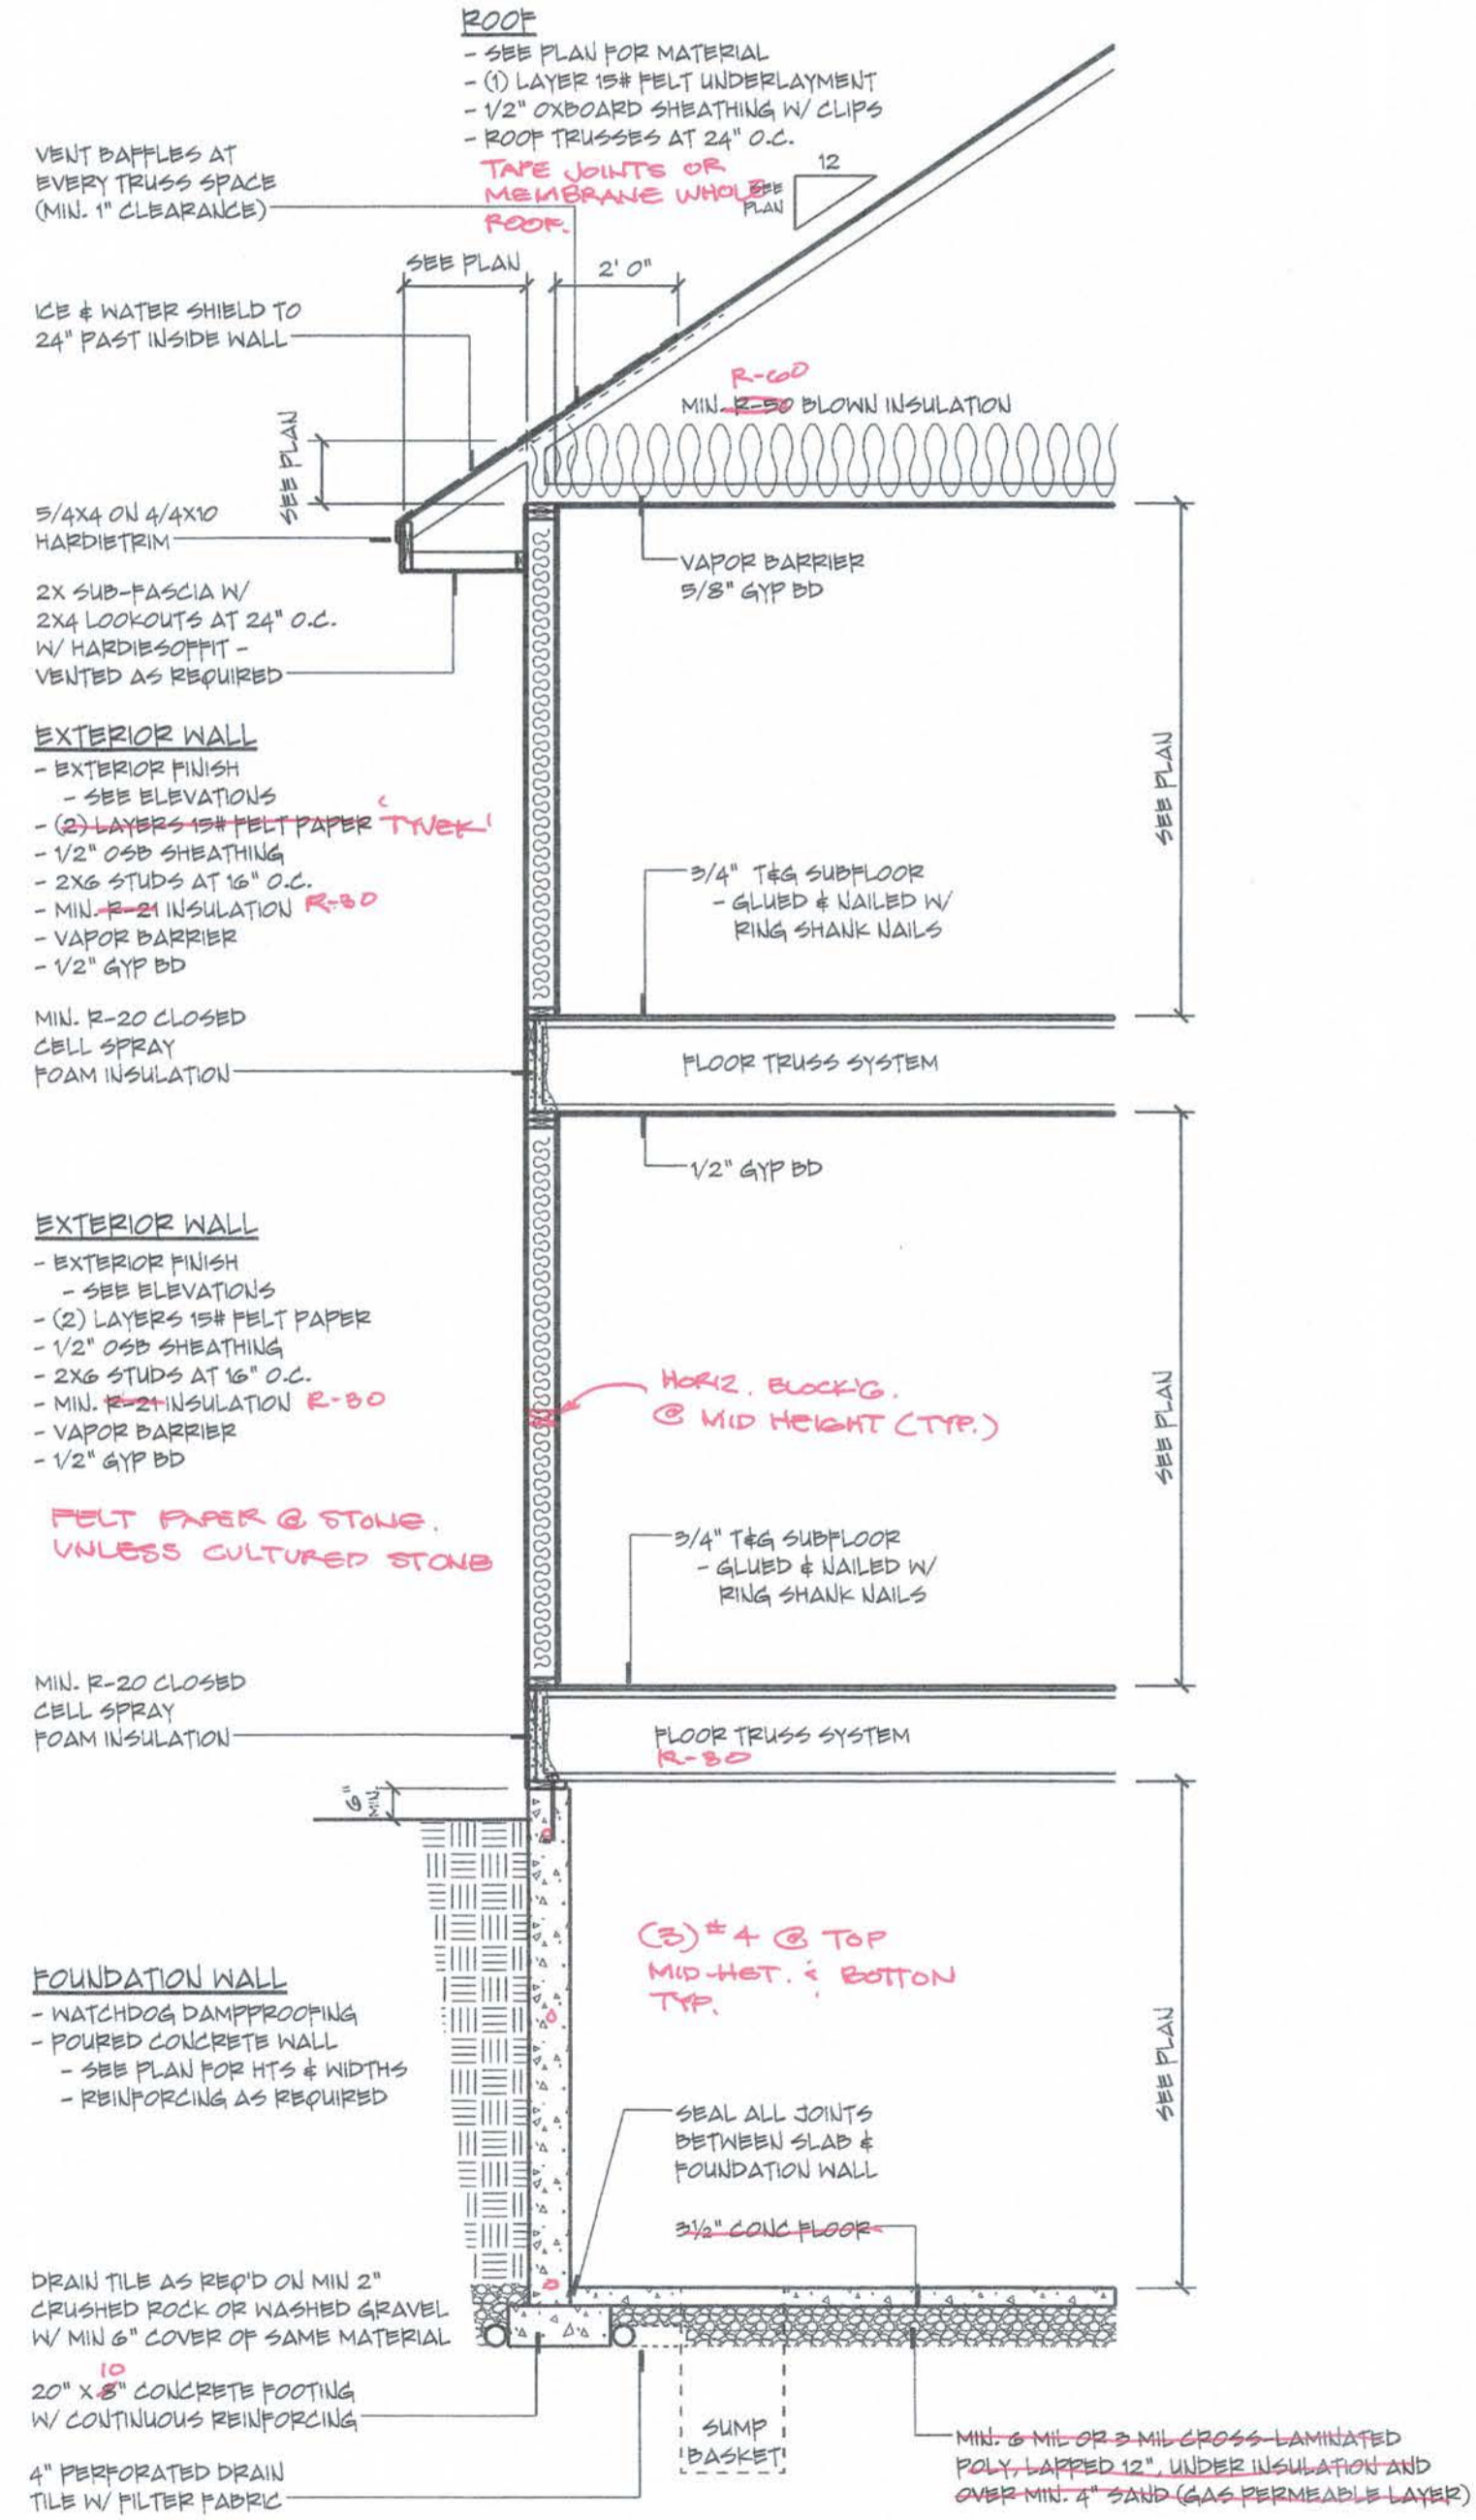 ROOF
- SEE PLAN FOR MATERIAL
- (1) LAYER 15# FELT UNDERLAYMENT
- 1/2" OXBOARD SHEATHING W/ CLIPS
- ROOF TRUSSES AT 24" O.C.
TAPE JOINTS OR
MEMBRANE WHOLE
ROOF.
12
SEE
PLAN
VENT BAFFLES AT
EVERY TRUSS SPACE
(MIN. 1" CLEARANCE)
SEE PLAN
2' 0"
ICE & WATER SHIELD TO
24" PAST INSIDE WALL
R-60
MIN. R-50 BLOWN INSULATION
SEE PLAN
5/4X4 ON 4/4X10
HARDIETRIM
VAPOR BARRIER
5/8" GYP BD
2X SUB-FASCIA W/
2X4 LOOKOUTS AT 24" O.C.
W/ HARDIESOFFIT -
VENTED AS REQUIRED
EXTERIOR WALL
- EXTERIOR FINISH
- SEE ELEVATIONS
- (2) LAYERS 15# FELT PAPER 'TYVEK'
- 1/2" OSB SHEATHING
- 2X6 STUDS AT 16" O.C.
- MIN. R-21 INSULATION R-30
- VAPOR BARRIER
- 1/2" GYP BD
SEE PLAN
3/4" T&G SUBFLOOR
- GLUED & NAILED W/
RING SHANK NAILS
MIN. R-20 CLOSED
CELL SPRAY
FOAM INSULATION
FLOOR TRUSS SYSTEM
1/2" GYP BD
EXTERIOR WALL
- EXTERIOR FINISH
- SEE ELEVATIONS
- (2) LAYERS 15# FELT PAPER
- 1/2" OSB SHEATHING
- 2X6 STUDS AT 16" O.C.
- MIN. R-21 INSULATION R-30
- VAPOR BARRIER
- 1/2" GYP BD
HORIZ. BLOCK'G.
@ MID HEIGHT (TYP.)
SEE PLAN
FELT PAPER @ STONE.
UNLESS CULTURED STONE
3/4" T&G SUBFLOOR
- GLUED & NAILED W/
RING SHANK NAILS
MIN. R-20 CLOSED
CELL SPRAY
FOAM INSULATION
FLOOR TRUSS SYSTEM
R-30
6"
MIN
(3) #4 @ TOP
MID-HGT. & BOTTON
TYP.
FOUNDATION WALL
- WATCHDOG DAMPPROOFING
- POURED CONCRETE WALL
- SEE PLAN FOR HTS & WIDTHS
- REINFORCING AS REQUIRED
SEE PLAN
SEAL ALL JOINTS
BETWEEN SLAB &
FOUNDATION WALL
3 1/2" CONC FLOOR
DRAIN TILE AS REQ'D ON MIN 2"
CRUSHED ROCK OR WASHED GRAVEL
W/ MIN 6" COVER OF SAME MATERIAL
10
20" X 8" CONCRETE FOOTING
W/ CONTINUOUS REINFORCING
4" PERFORATED DRAIN
TILE W/ FILTER FABRIC
SUMP
BASKET
MIN. 6 MIL OR 3 MIL CROSS-LAMINATED
POLY, LAPPED 12", UNDER INSULATION AND
OVER MIN. 4" SAND (GAS PERMEABLE LAYER)